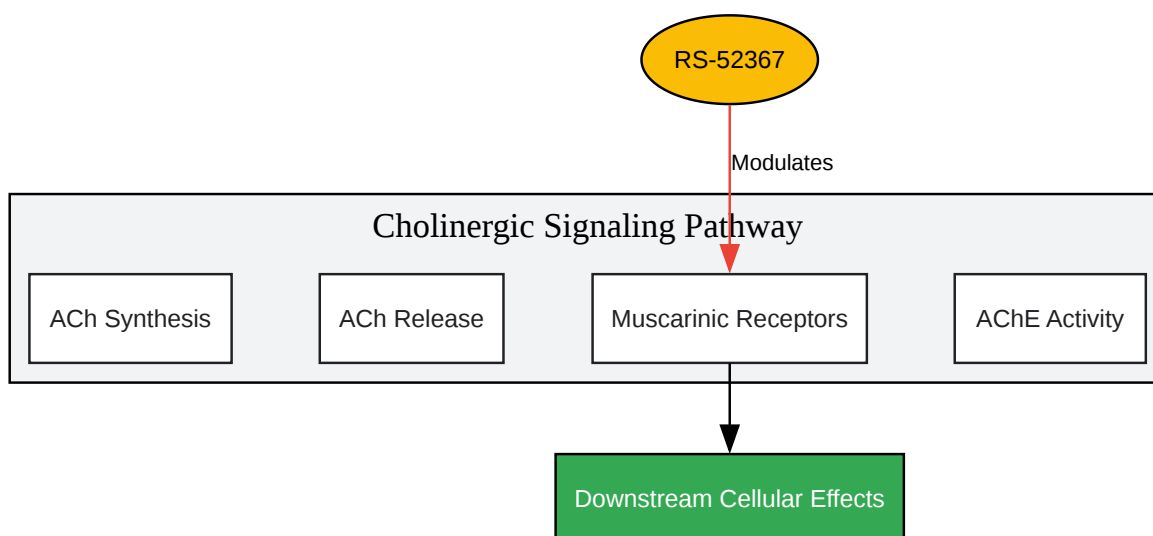 RS-52367
Modulates
Cholinergic Signaling Pathway
ACh Synthesis
ACh Release
Muscarinic Receptors
AChE Activity
Downstream Cellular Effects